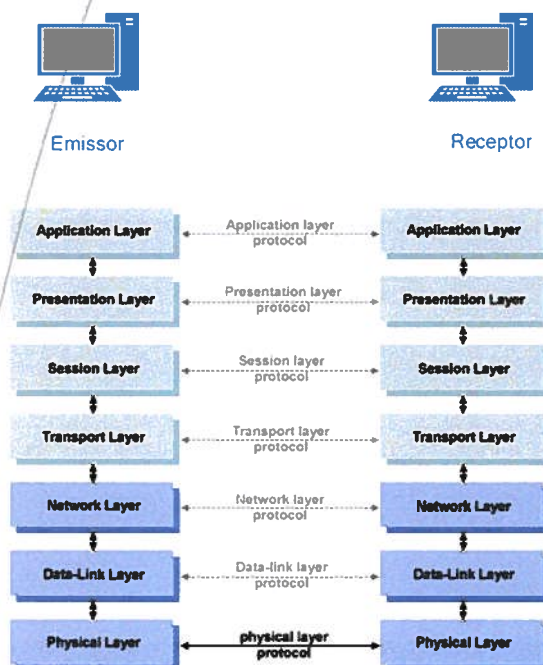 Emissor
Receptor
Application Layer
Application layer
protocol
Application Layer
Presentation Layer
Presentation layer
protocol
Presentation Layer
Session Layer
Session layer
protocol
Session Layer
Transport Layer
Transport layer
protocol
Transport Layer
Network Layer
Network layer
protocol
Network Layer
Data-Link Layer
Data-link layer
protocol
Data-Link Layer
Physical Layer
physical layer
protocol
Physical Layer